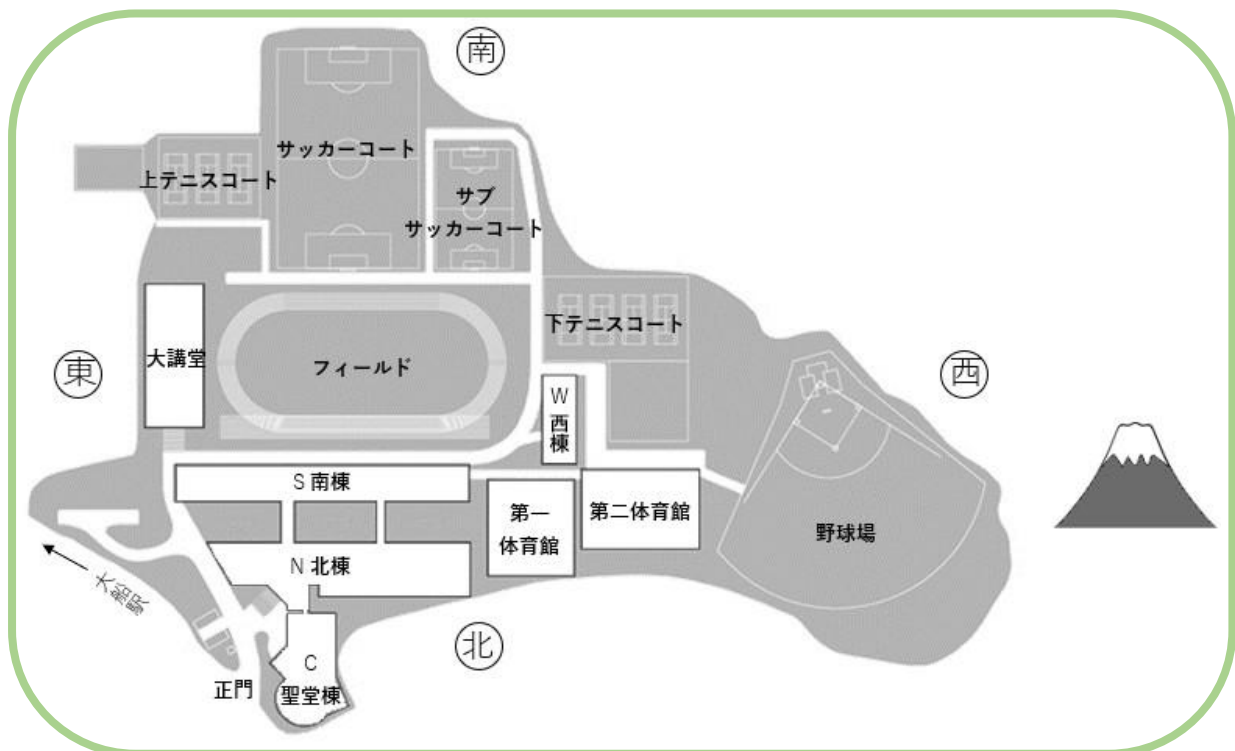 南
サッカーコート
上テニスコート
サブ
サッカーコート
下テニスコート
大講堂
フィールド
東
西
W
西
棟
S 南棟
第一
体育館
第二体育館
野球場
N 北棟
大船駅
北
C
聖堂棟
正門